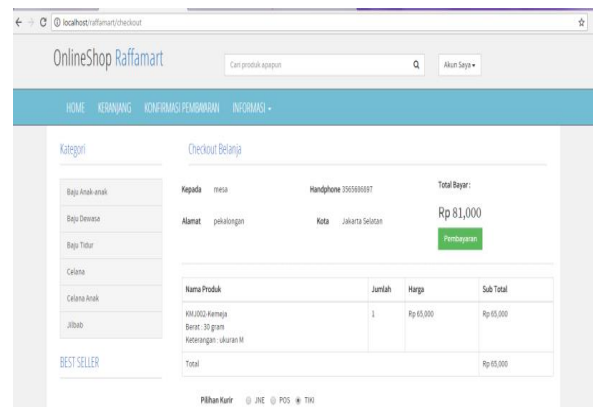 localhost/raffamart/checkout
OnlineShop Raffamart
Cari produk apapun
Akun Saya
HOME KERANJANG KONFIRMASI PEMBAYARAN INFORMASI
Kategori
Baju Anak-anak
Baju Dewasa
Baju Tidur
Celana
Celana Anak
Jilbab
BEST SELLER
Checkout Belanja
Kepada mesa Handphone
Alamat pekalongan Kota Jakarta Selatan
Total Bayar :
Rp 81,000
Pembayaran
Nama Produk Jumlah Harga Sub Total
KMJ002-Kemeja 1 Rp 65,000 Rp 65,000
Berat : 30 gram
Keterangan : ukuran M
Total Rp 65,000
Pilihan Kurir JNE POS TIKI